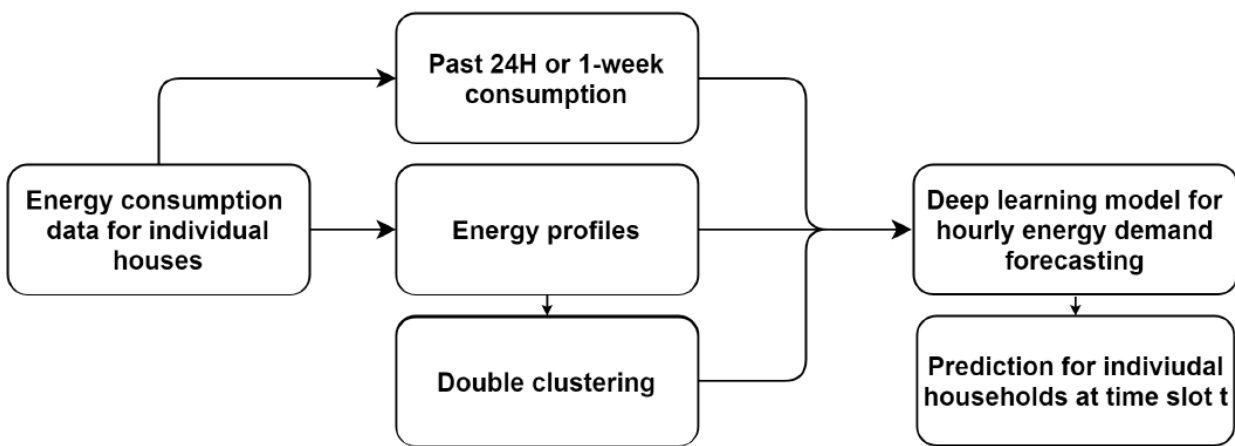 Past 24H or 1-week
consumption
Energy consumption
data for individual
houses
Energy profiles
Deep learning model for
hourly energy demand
forecasting
Double clustering
Prediction for indiviudal
households at time slot t